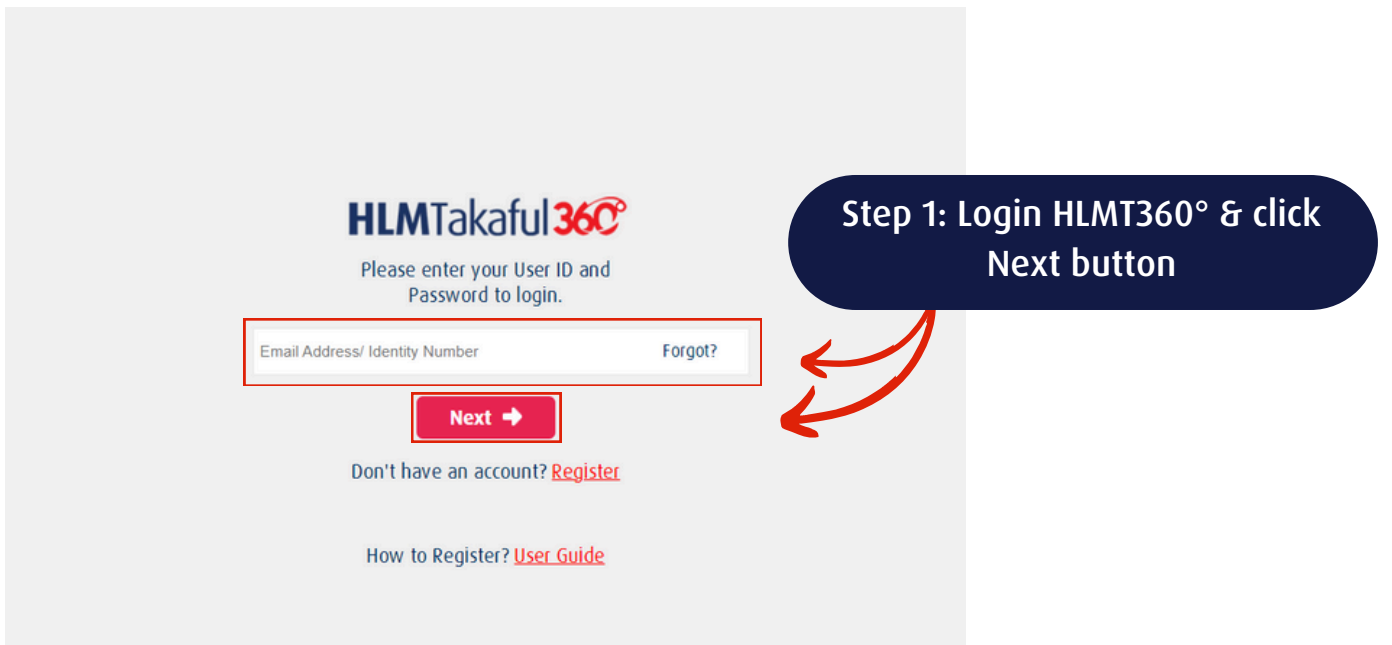 HLMTakaful360°
Please enter your User ID and
Password to login.
Email Address/ Identity Number Forgot?
Next
Don't have an account? Register
How to Register? User Guide
Step 1: Login HLMT360° & click
Next button